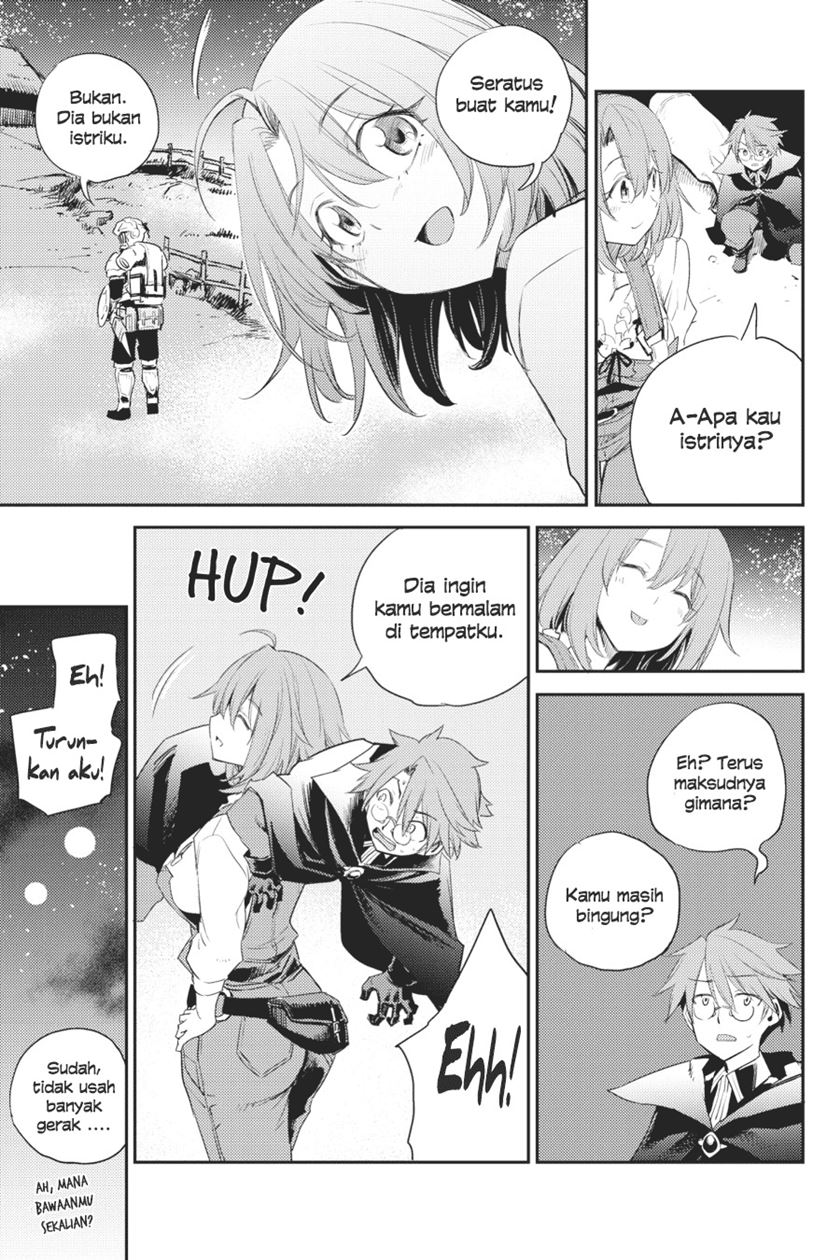 A-Apa kau
istrinya?
Seratus
buat kamu!
Bukan.
Dia bukan
istriku.
Eh? Terus
maksudnya
gimana?
Kamu masih
bingung?
Dia ingin
kamu bermalam
di tempatku.
HUP!
Ehh!
Eh!
Turun-
kan aku!
Sudah,
tidak usah
banyak
gerak ....
AH, MANA
BAWAANMU
SEKALIAN?